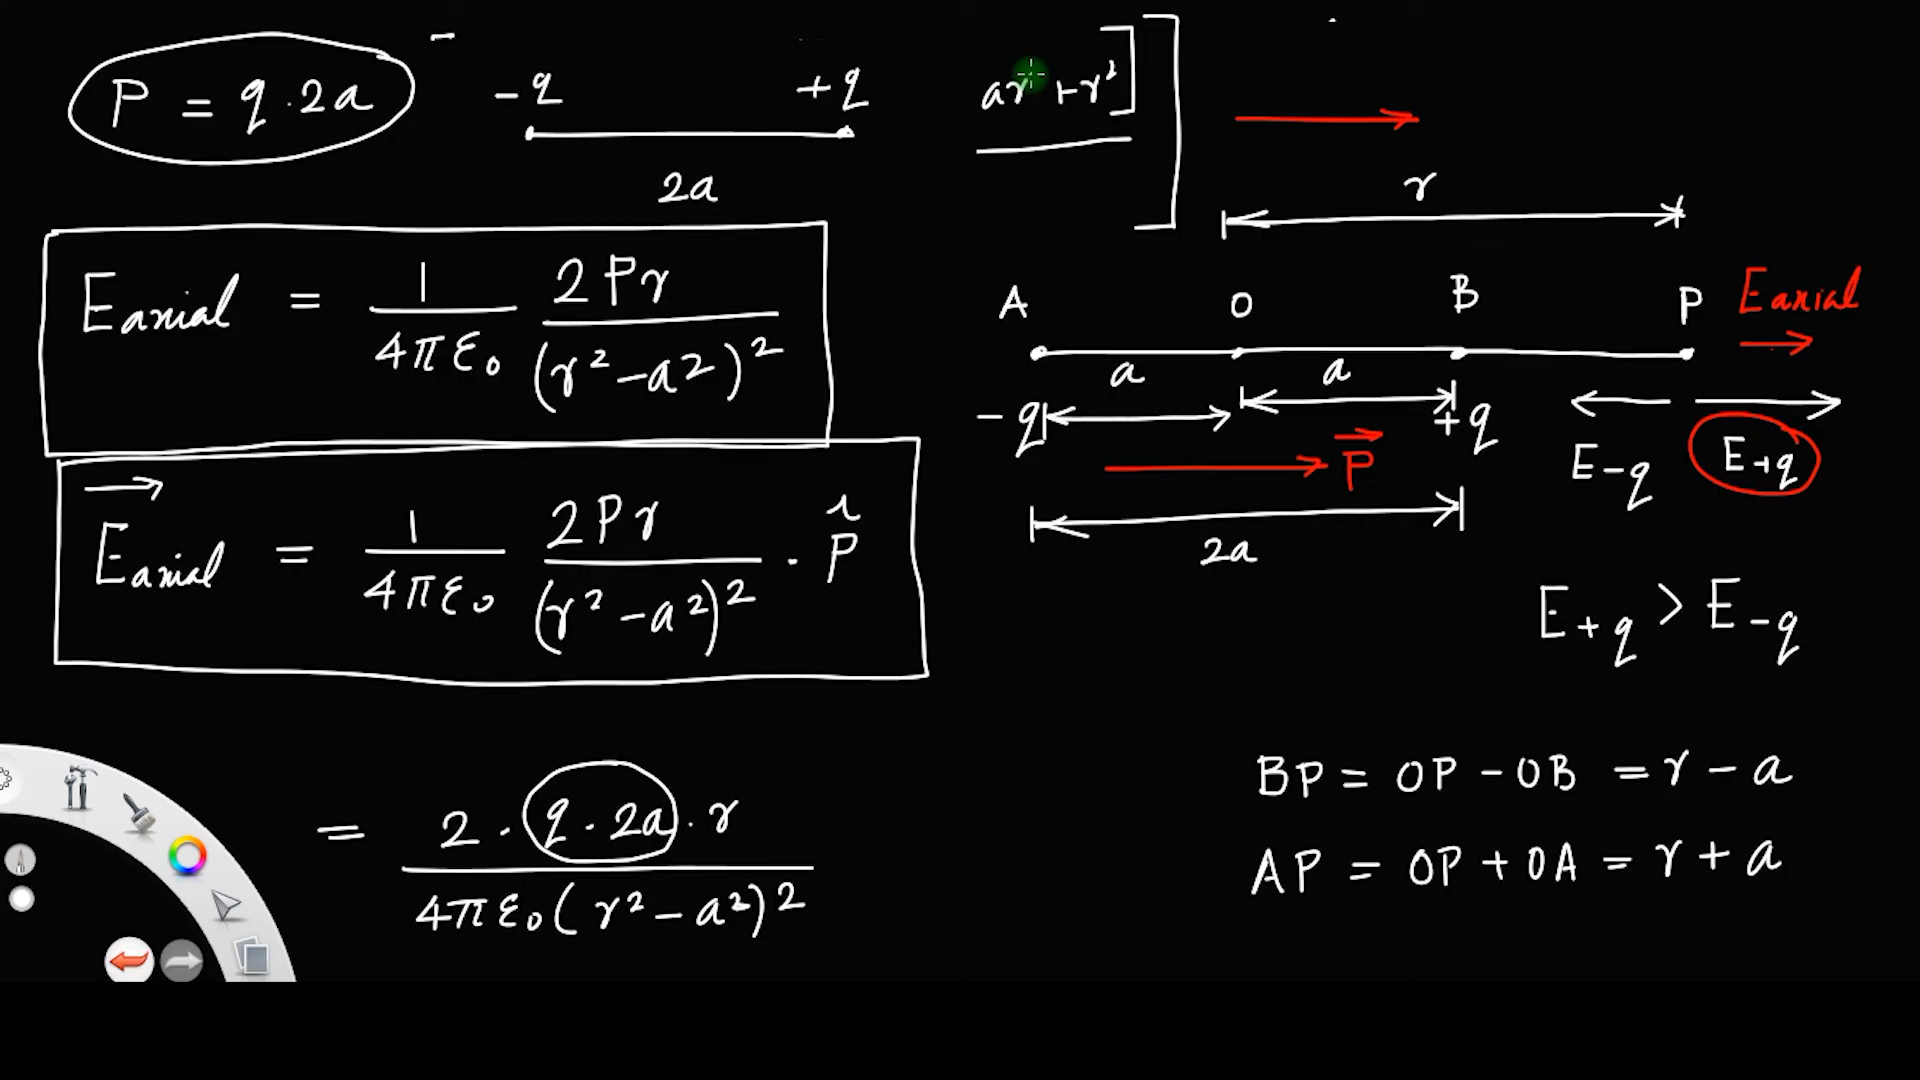 P = q · 2a
-q +q
2a
ar + r²]]
E axial = 1/4πε₀ 2Pr/(r²-a²)²
→E axial = 1/4πε₀ 2Pr/(r²-a²)² · P̂
= 2 · q · 2a · r / 4πε₀(r²-a²)²
r
A O B P E axial
a a
-q +q E-q E+q
→P
2a
E+q > E-q
BP = OP - OB = r - a
AP = OP + OA = r + a